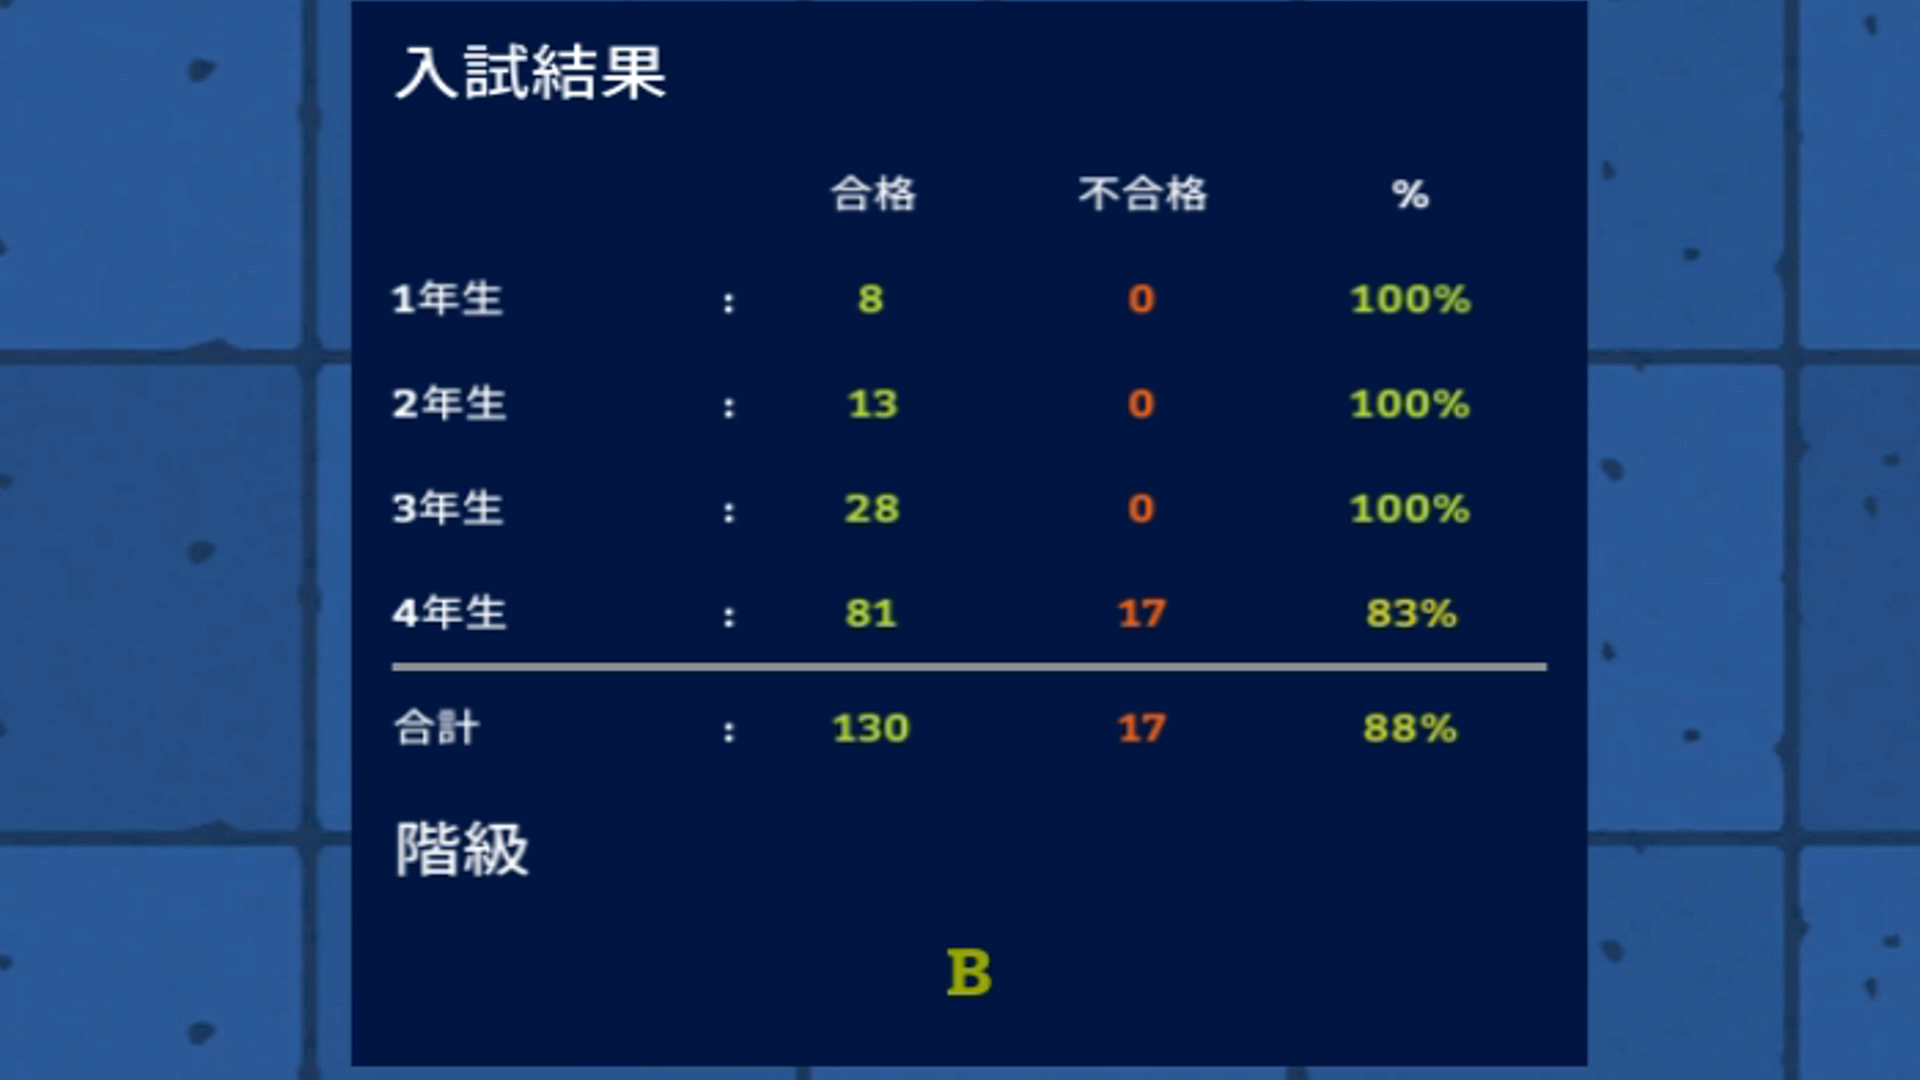 入試結果
合格 不合格 %
1年生 : 8 0 100%
2年生 : 13 0 100%
3年生 : 28 0 100%
4年生 : 81 17 83%
合計 : 130 17 88%
階級
B